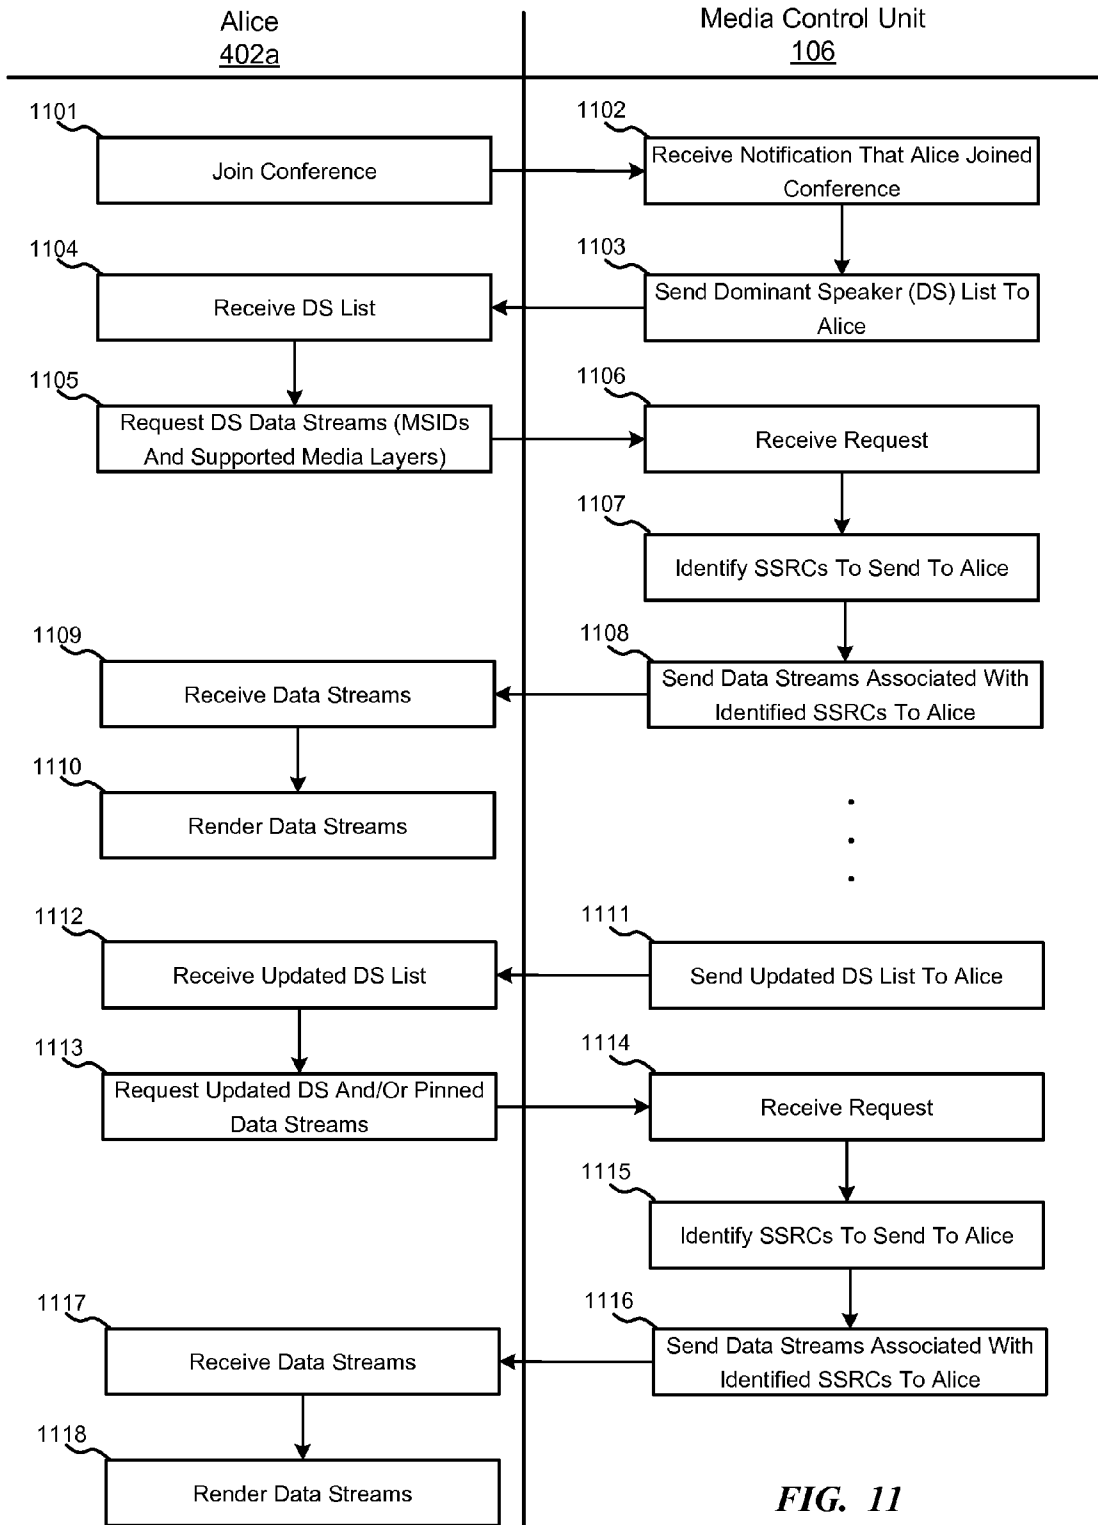 Alice
402a
Media Control Unit
106
1101
Join Conference
1102
Receive Notification That Alice Joined
Conference
1104
Receive DS List
1103
Send Dominant Speaker (DS) List To
Alice
1105
Request DS Data Streams (MSIDs
And Supported Media Layers)
1106
Receive Request
1107
Identify SSRCs To Send To Alice
1109
Receive Data Streams
1108
Send Data Streams Associated With
Identified SSRCs To Alice
1110
Render Data Streams
1112
Receive Updated DS List
1111
Send Updated DS List To Alice
1113
Request Updated DS And/Or Pinned
Data Streams
1114
Receive Request
1115
Identify SSRCs To Send To Alice
1117
Receive Data Streams
1116
Send Data Streams Associated With
Identified SSRCs To Alice
1118
Render Data Streams
FIG. 11